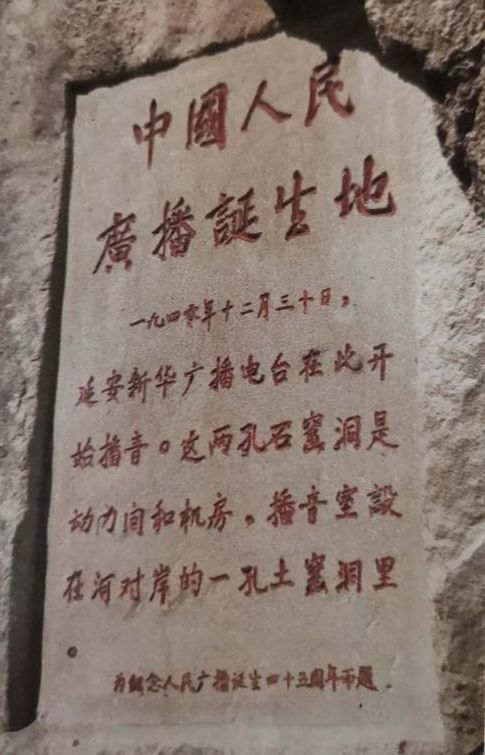 中國人民
廣播誕生地
一九四零年十二月三十日，
延安新华广播电台在此开
始播音。这两孔石窰洞是
动力间和机房，播音室設
在河对岸的一孔土窰洞里
。
为纪念人民广播诞生四十五周年而题